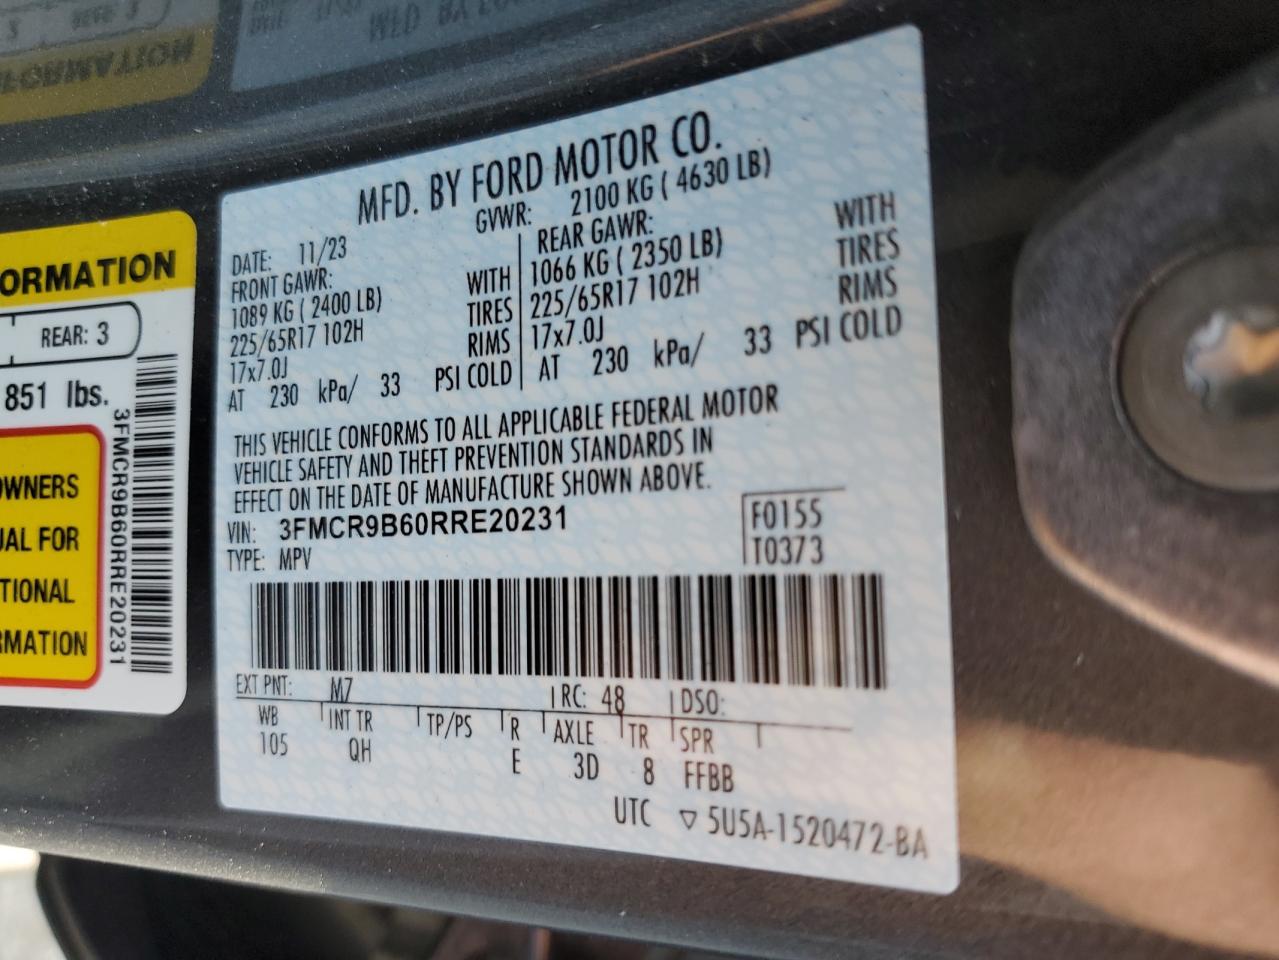 ORMATION
REAR: 3
851 lbs.
OWNERS
UAL FOR
TIONAL
RMATION
3FMCR9B60RRE20231
MFD. BY FORD MOTOR CO.
DATE: 11/23
GVWR: 2100 KG ( 4630 LB)
FRONT GAWR:
1089 KG ( 2400 LB) WITH
225/65R17 102H TIRES
17x7.0J RIMS
AT 230 kPa/ 33 PSI COLD
REAR GAWR:
1066 KG ( 2350 LB) WITH
225/65R17 102H TIRES
17x7.0J RIMS
AT 230 kPa/ 33 PSI COLD
THIS VEHICLE CONFORMS TO ALL APPLICABLE FEDERAL MOTOR
VEHICLE SAFETY AND THEFT PREVENTION STANDARDS IN
EFFECT ON THE DATE OF MANUFACTURE SHOWN ABOVE.
VIN: 3FMCR9B60RRE20231
TYPE: MPV
F0155
T0373
EXT PNT: M7 RC: 48 DSO:
WB INT TR TP/PS R AXLE TR SPR
105 QH E 3D 8 FFBB
UTC ▽ 5U5A-1520472-BA